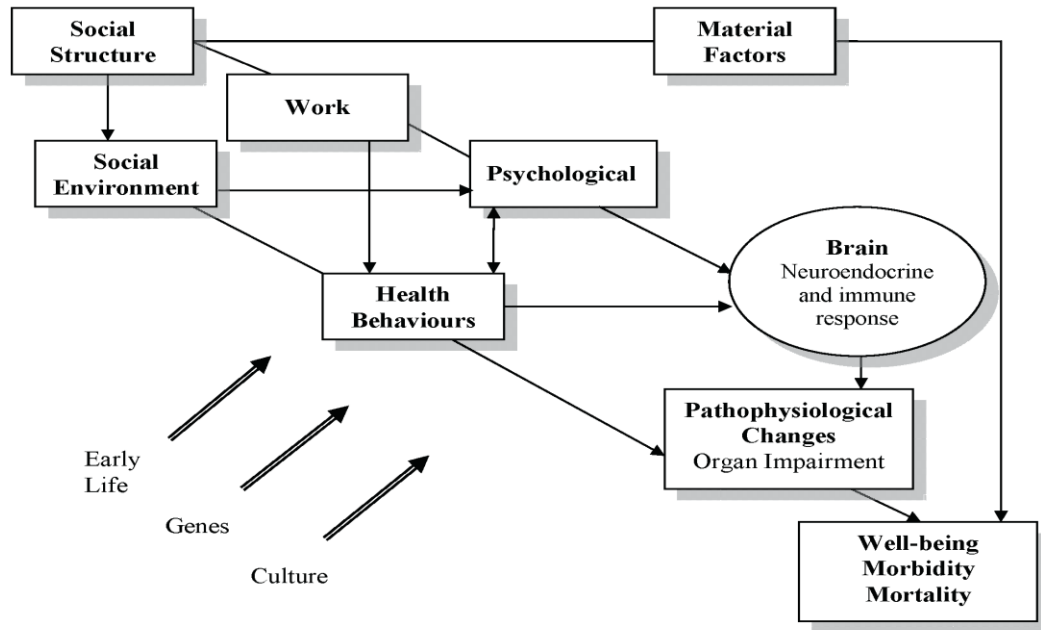 Social
Structure
Material
Factors
Work
Social
Environment
Psychological
Brain
Neuroendocrine
and immune
response
Health
Behaviours
Pathophysiological
Changes
Organ Impairment
Early
Life
Genes
Culture
Well-being
Morbidity
Mortality